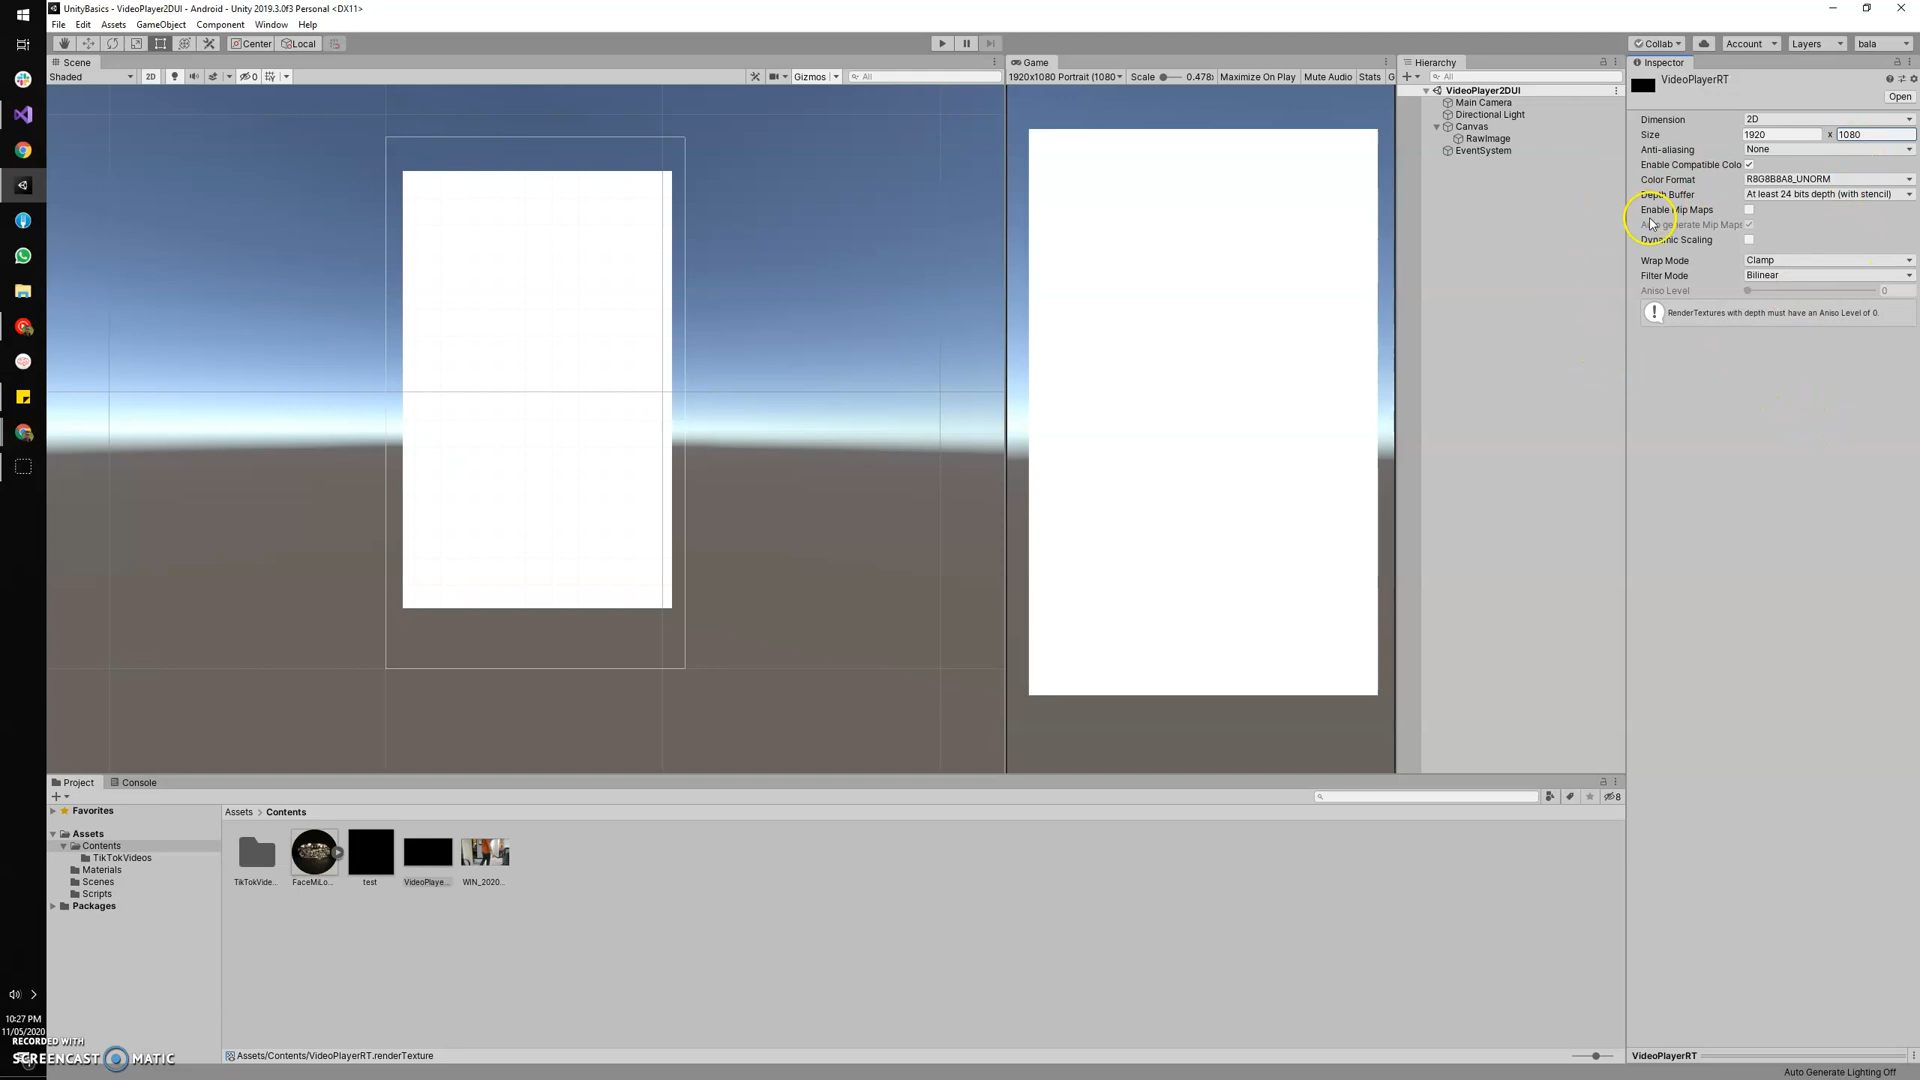 UnityBasics - VideoPlayer2DUI - Android - Unity 2019.3.0f3 Personal <DX11>
File Edit Assets GameObject Component Window Help
Center Local
Collab Account Layers bala
Scene
Shaded 2D 0 Gizmos All
Game
1920x1080 Portrait (1080 Scale 0.478 Maximize On Play Mute Audio Stats G
Hierarchy
All
VideoPlayer2DUI
Main Camera
Directional Light
Canvas
RawImage
EventSystem
Inspector
VideoPlayerRT
Open
Dimension 2D
Size 1920 x 1080
Anti-aliasing None
Enable Compatible Colo
Color Format R8G8B8A8_UNORM
Depth Buffer At least 24 bits depth (with stencil)
Enable Mip Maps
Auto generate Mip Maps
Dynamic Scaling
Wrap Mode Clamp
Filter Mode Bilinear
Aniso Level 0
RenderTextures with depth must have an Aniso Level of 0.
Project Console
8
Favorites
Assets
Contents
TikTokVideos
Materials
Scenes
Scripts
Packages
Assets > Contents
TikTokVide... FaceMiLo... test VideoPlaye... WIN_2020...
Assets/Contents/VideoPlayerRT.renderTexture
VideoPlayerRT
Auto Generate Lighting Off
10:27 PM
11/05/2020
RECORDED WITH
SCREENCAST MATIC